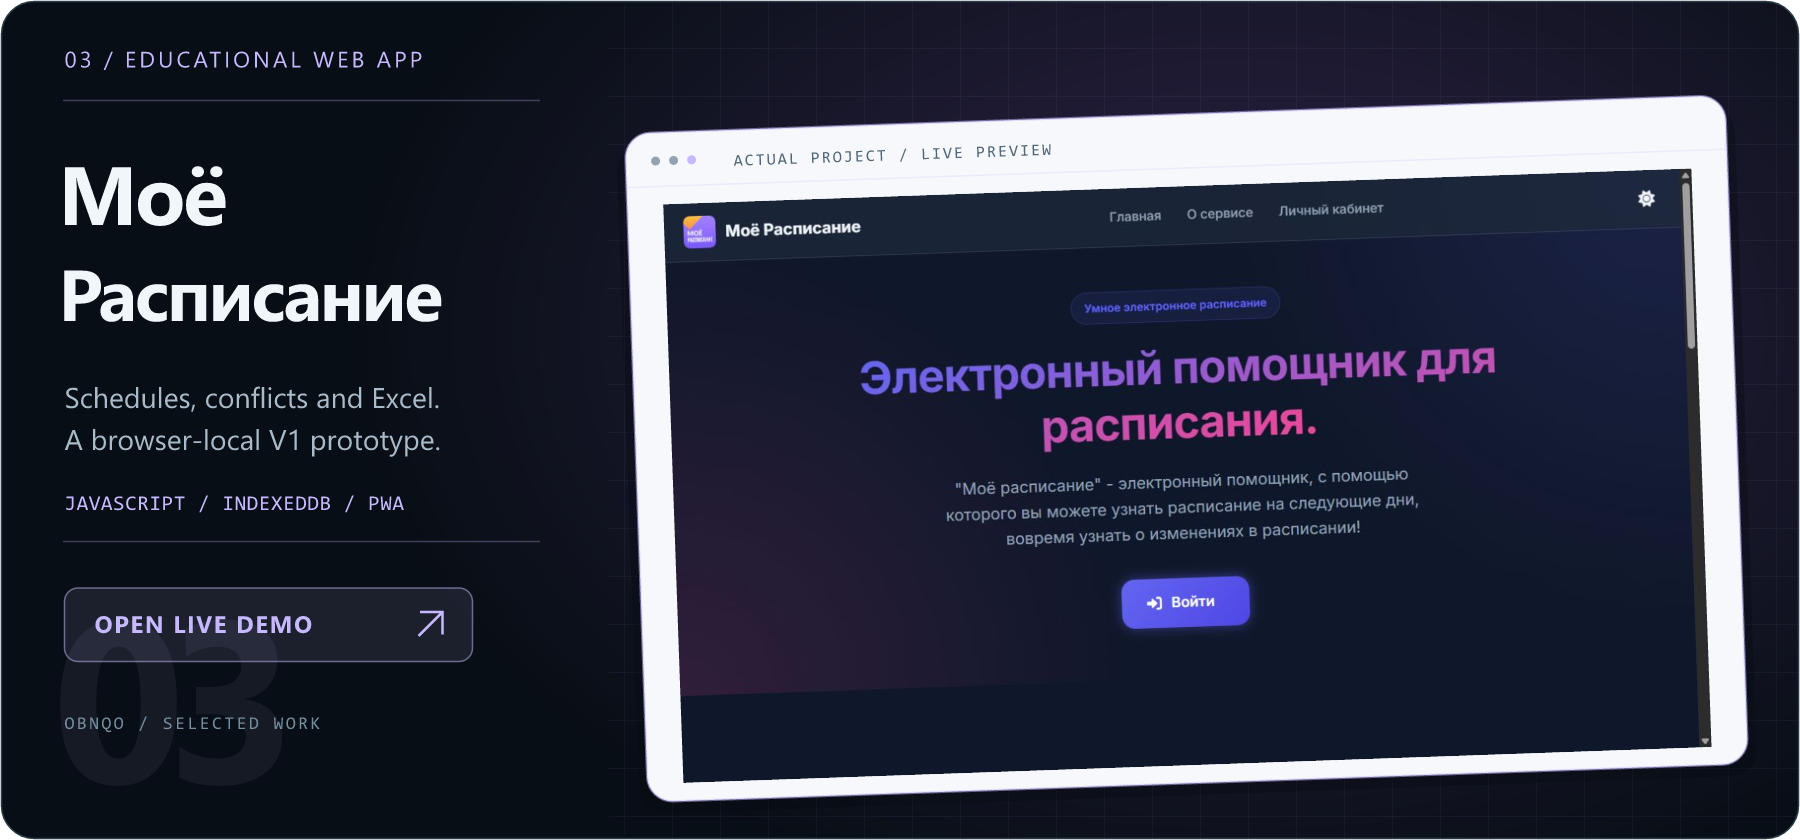 03 / EDUCATIONAL WEB APP
Моё
Расписание
Schedules, conflicts and Excel.
A browser-local V1 prototype.
JAVASCRIPT / INDEXEDDB / PWA
OPEN LIVE DEMO
03
OBNQO / SELECTED WORK
ACTUAL PROJECT / LIVE PREVIEW
МОЁ
РАСПИСАНИЕ
Моё Расписание
Главная О сервисе Личный кабинет
Умное электронное расписание
Электронный помощник для
расписания.
"Моё расписание" - электронный помощник, с помощью
которого вы можете узнать расписание на следующие дни,
вовремя узнать о изменениях в расписании!
Войти